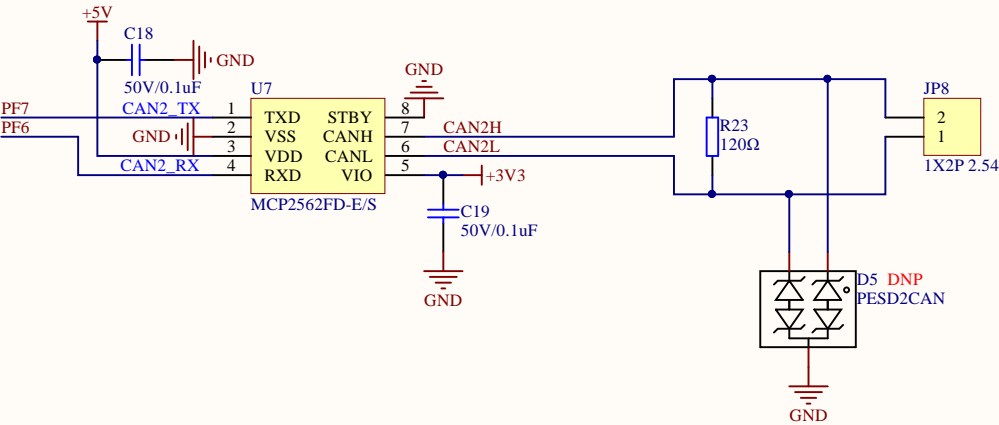 +5V
C18
GND
50V/0.1uF
U7
GND
PF7
CAN2_TX
1
TXD
STBY
8
PF6
GND
2
VSS
CANH
7
CAN2H
3
VDD
CANL
6
CAN2L
CAN2_RX
4
RXD
VIO
5
+3V3
MCP2562FD-E/S
C19
50V/0.1uF
GND
R23
120Ω
JP8
2
1
1X2P 2.54
D5 DNP
PESD2CAN
GND